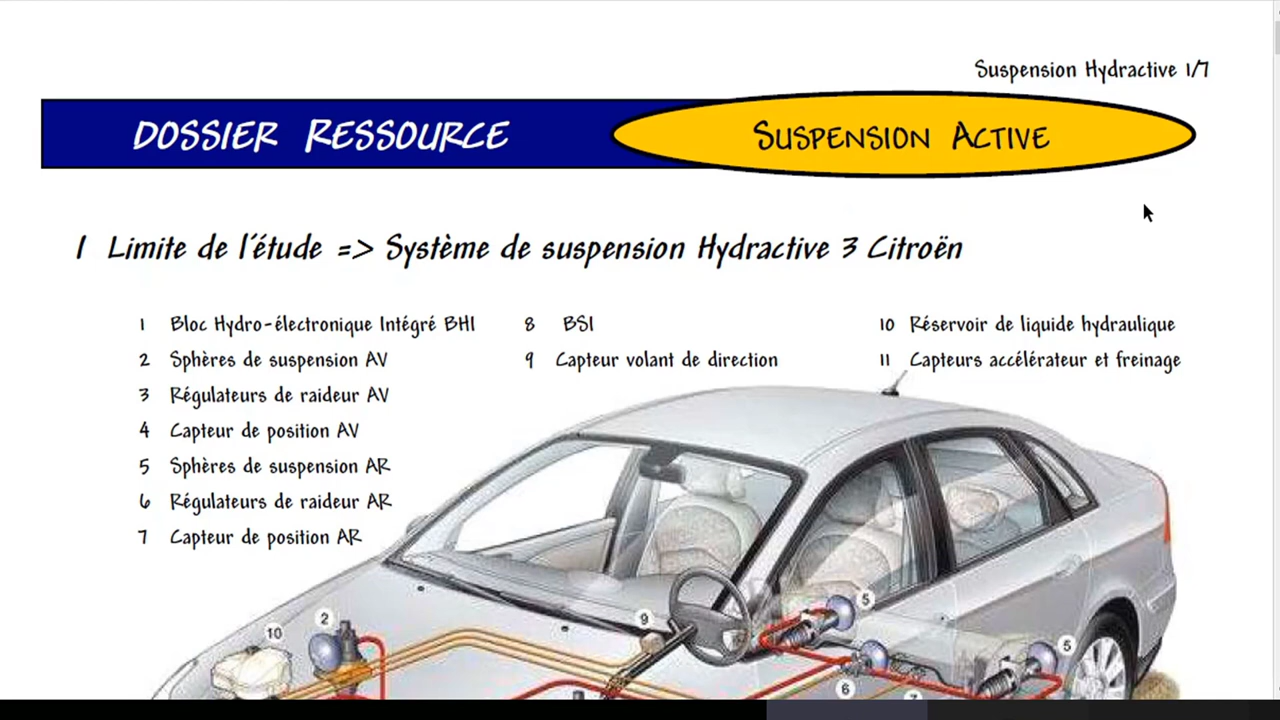 Suspension Hydractive 1/7
DOSSIER RESSOURCE
SUSPENSION ACTIVE
1 Limite de l'étude => Système de suspension Hydractive 3 Citroën
1 Bloc Hydro-électronique Intégré BHI
2 Sphères de suspension AV
3 Régulateurs de raideur AV
4 Capteur de position AV
5 Sphères de suspension AR
6 Régulateurs de raideur AR
7 Capteur de position AR
8 BSI
9 Capteur volant de direction
10 Réservoir de liquide hydraulique
11 Capteurs accélérateur et freinage
5
2
9
10
5
6